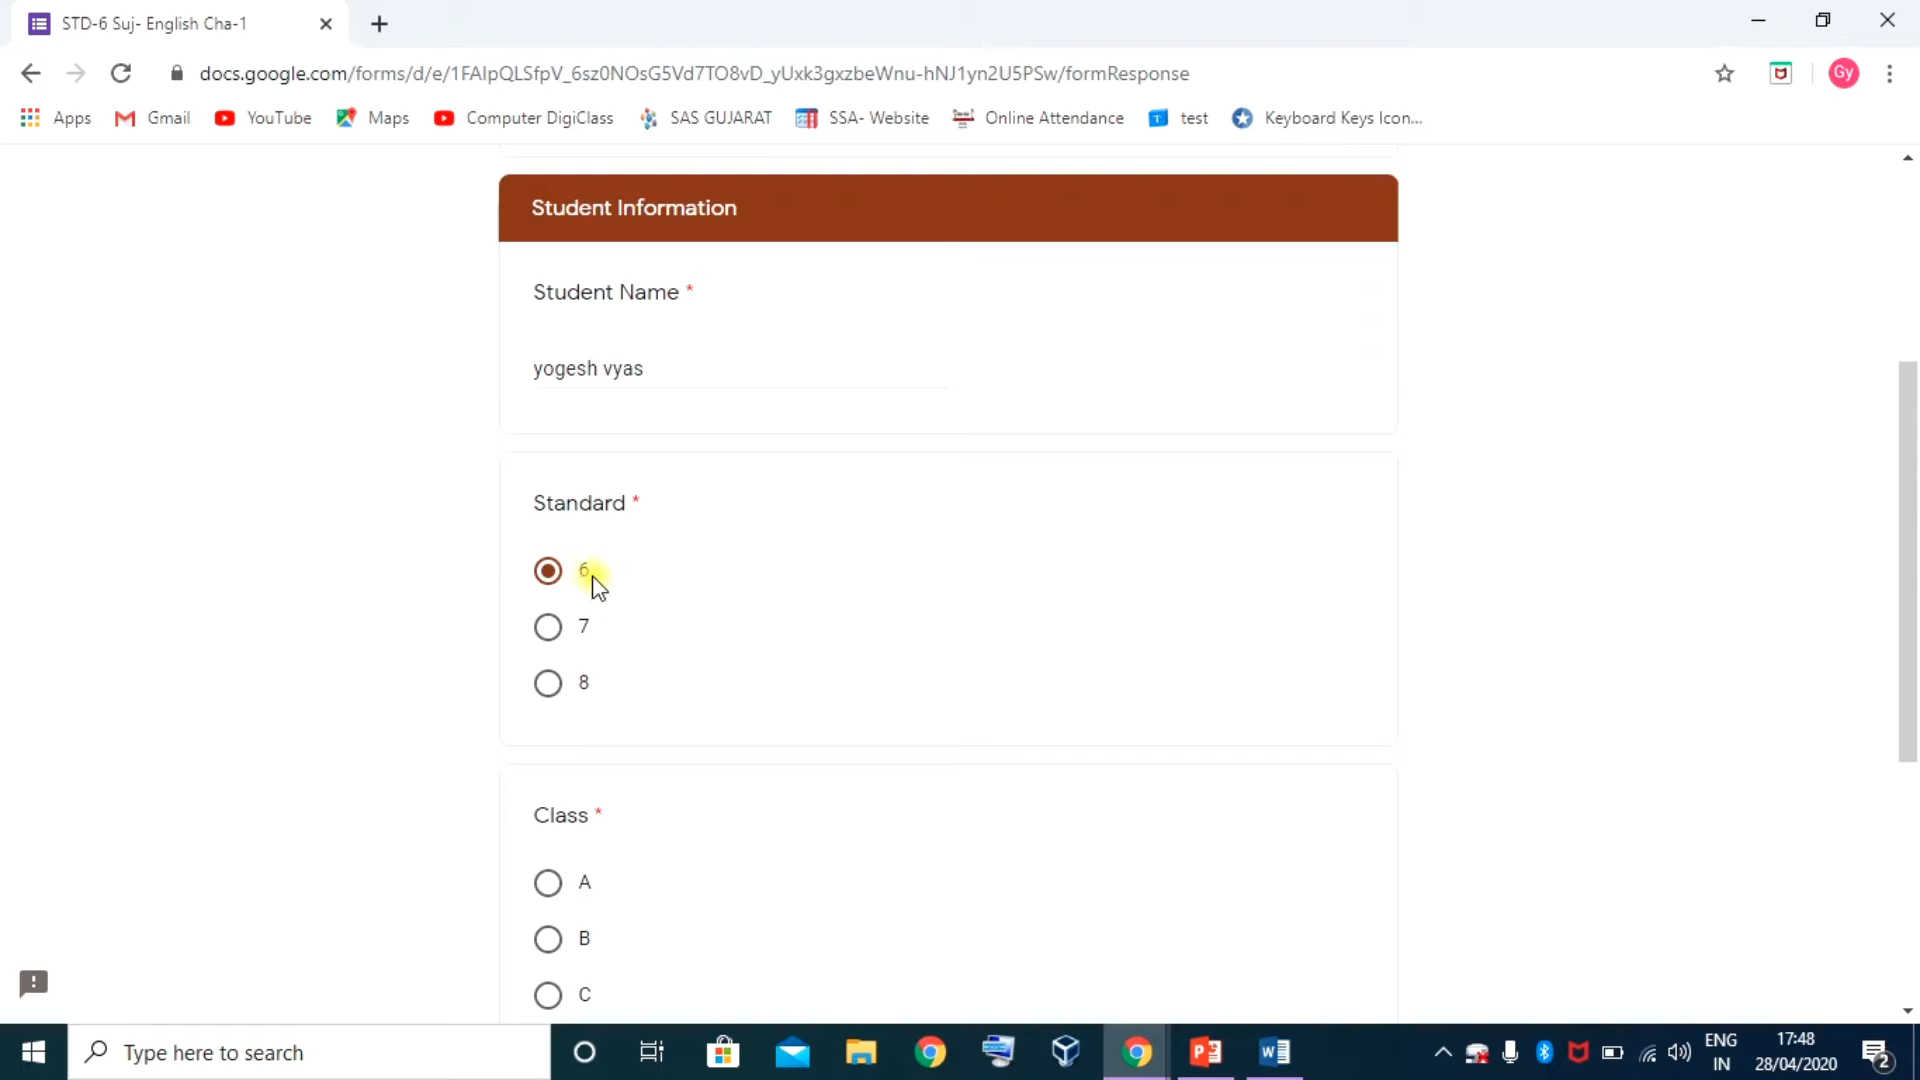 STD-6 Suj- English Cha-1
docs.google.com/forms/d/e/1FAIpQLSfpV_6sz0NOsG5Vd7TO8vD_yUxk3gxzbeWnu-hNJ1yn2U5PSw/formResponse
Gy
Apps Gmail YouTube Maps Computer DigiClass SAS GUJARAT SSA- Website Online Attendance test Keyboard Keys Icon...
Student Information
Student Name *
yogesh vyas
Standard *
6
7
8
Class *
A
B
C
Type here to search
ENG 17:48
IN 28/04/2020 2